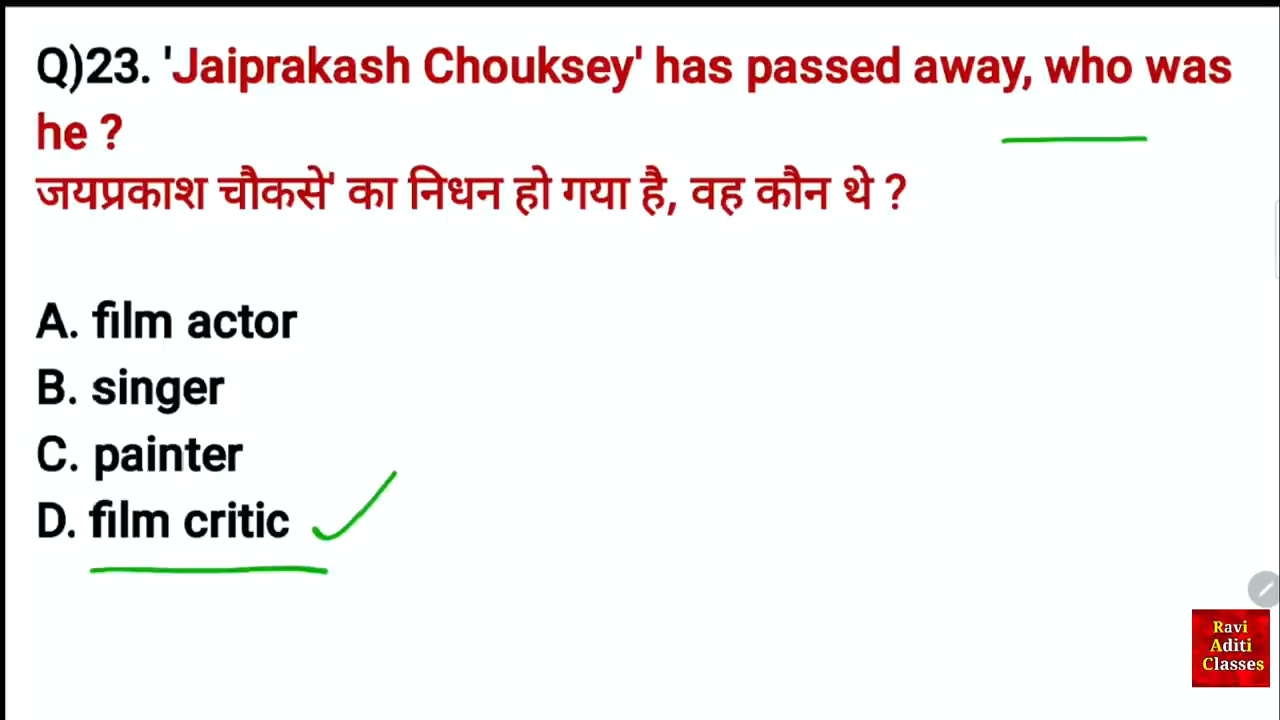 Q)23. 'Jaiprakash Chouksey' has passed away, who was
he ?
जयप्रकाश चौकसे' का निधन हो गया है, वह कौन थे ?
A. film actor
B. singer
C. painter
D. film critic
Ravi
Aditi
Classes